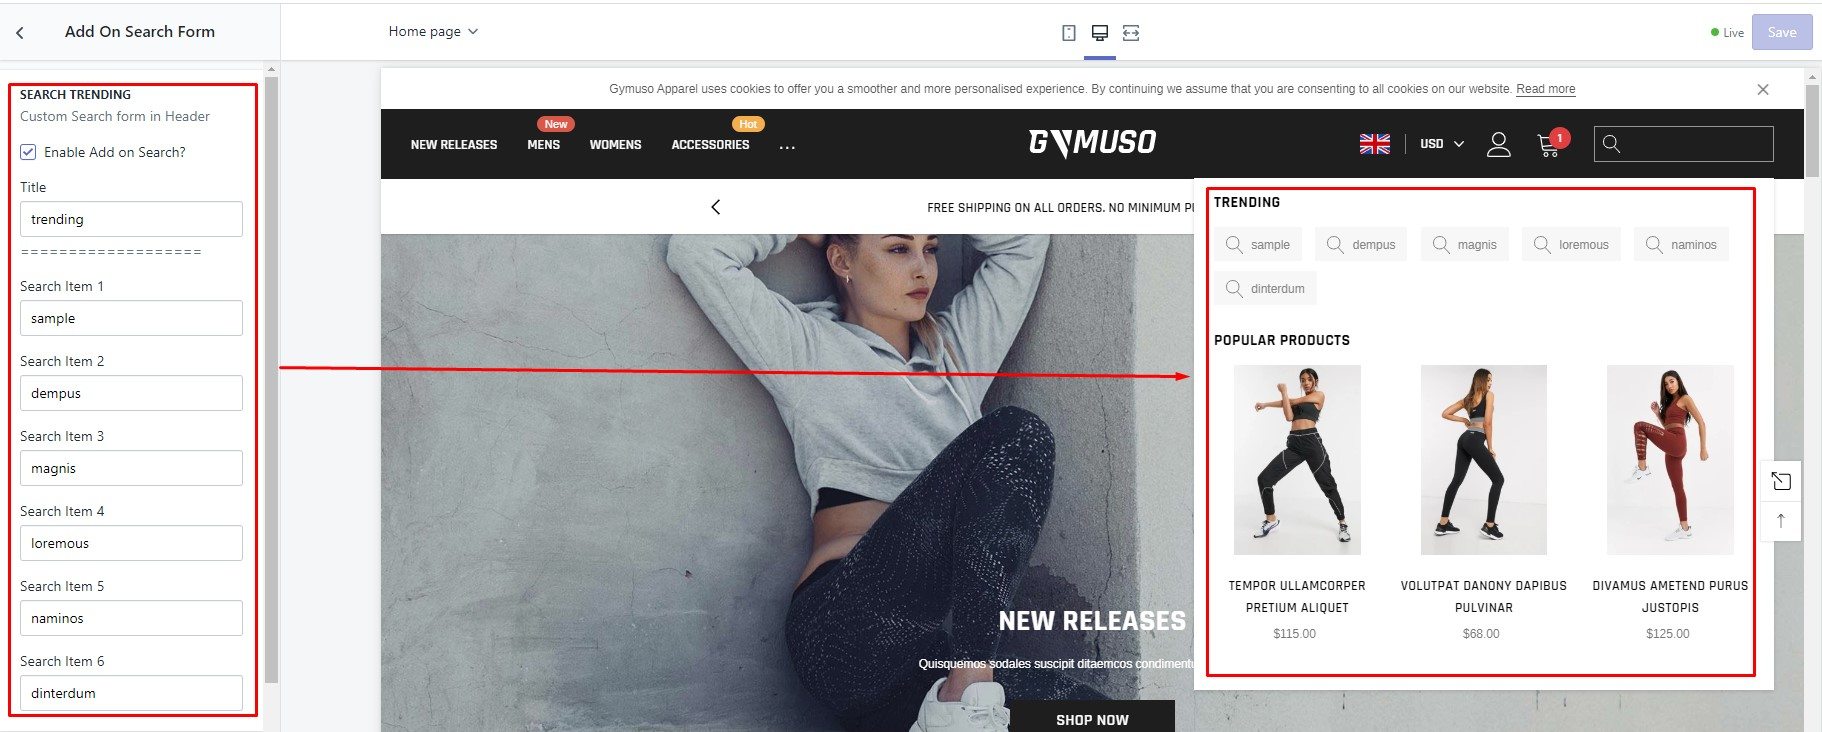 Add On Search Form
Home page
Live
Save
SEARCH TRENDING
Custom Search form in Header
Enable Add on Search?
Title
trending
===================
Search Item 1
sample
Search Item 2
dempus
Search Item 3
magnis
Search Item 4
loremous
Search Item 5
naminos
Search Item 6
dinterdum
Gymuso Apparel uses cookies to offer you a smoother and more personalised experience. By continuing we assume that you are consenting to all cookies on our website. Read more
New
Hot
NEW RELEASES MENS WOMENS ACCESSORIES ...
GYMUSO
USD
1
FREE SHIPPING ON ALL ORDERS. NO MINIMUM
TRENDING
sample dempus magnis loremous naminos
dinterdum
POPULAR PRODUCTS
TEMPOR ULLAMCORPER
PRETIUM ALIQUET
$115.00
VOLUTPAT DANONY DAPIBUS
PULVINAR
$68.00
DIVAMUS AMETEND PURUS
JUSTOPIS
$125.00
NEW RELEASES
Quisquemos sodales suscipit ditaemcos
SHOP NOW